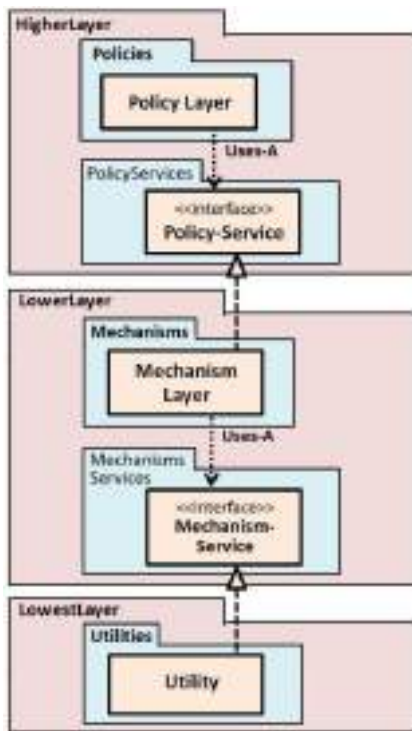 HigherLayer
Policies
Policy Layer
Uses-A
PolicyServices
<<interface>>
Policy-Service
LowerLayer
Mechanisms
Mechanism
Layer
Uses-A
Mechanisms
Services
<<interface>>
Mechanism-
Service
LowestLayer
Utilities
Utility